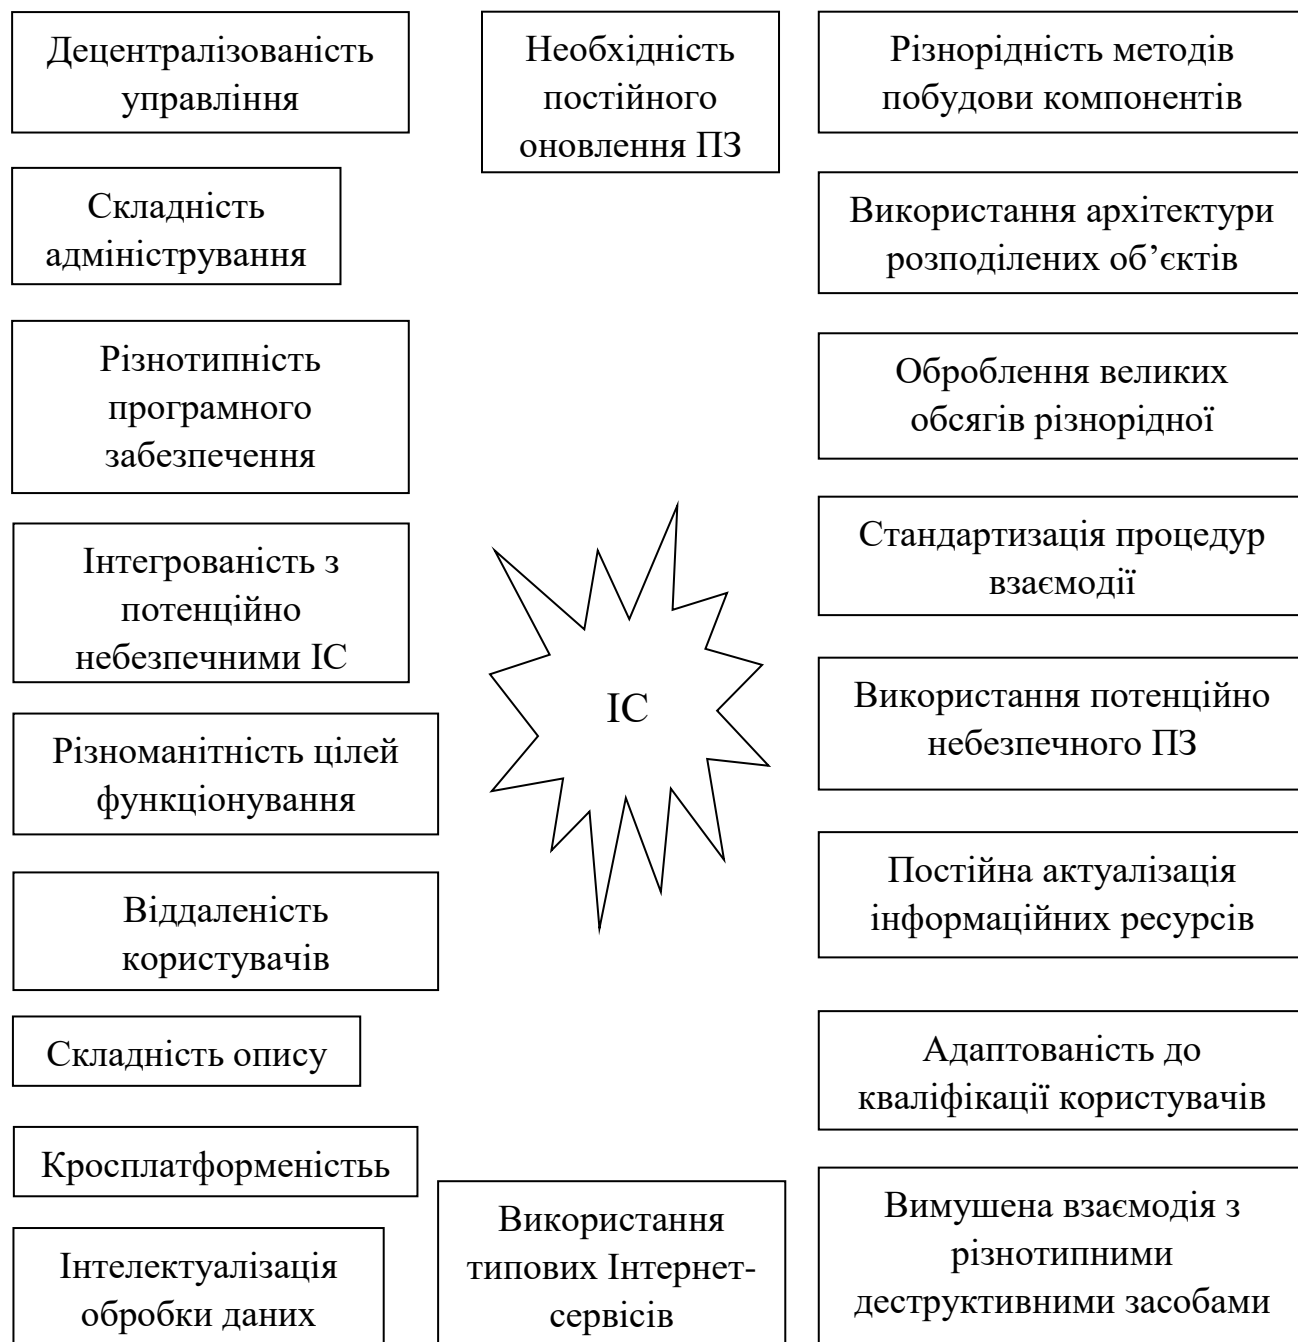 Децентралізованість
управління
Необхідність
постійного
оновлення ПЗ
Різнорідність методів
побудови компонентів
Складність
адміністрування
Використання архітектури
розподілених об’єктів
Різнотипність
програмного
забезпечення
Оброблення великих
обсягів різнорідної
Інтегрованість з
потенційно
небезпечними ІС
Стандартизація процедур
взаємодії
ІС
Використання потенційно
небезпечного ПЗ
Різноманітність цілей
функціонування
Постійна актуалізація
інформаційних ресурсів
Віддаленість
користувачів
Складність опису
Адаптованість до
кваліфікації користувачів
Кросплатформеністьь
Використання
типових Інтернет-
сервісів
Вимушена взаємодія з
різнотипними
деструктивними засобами
Інтелектуалізація
обробки даних